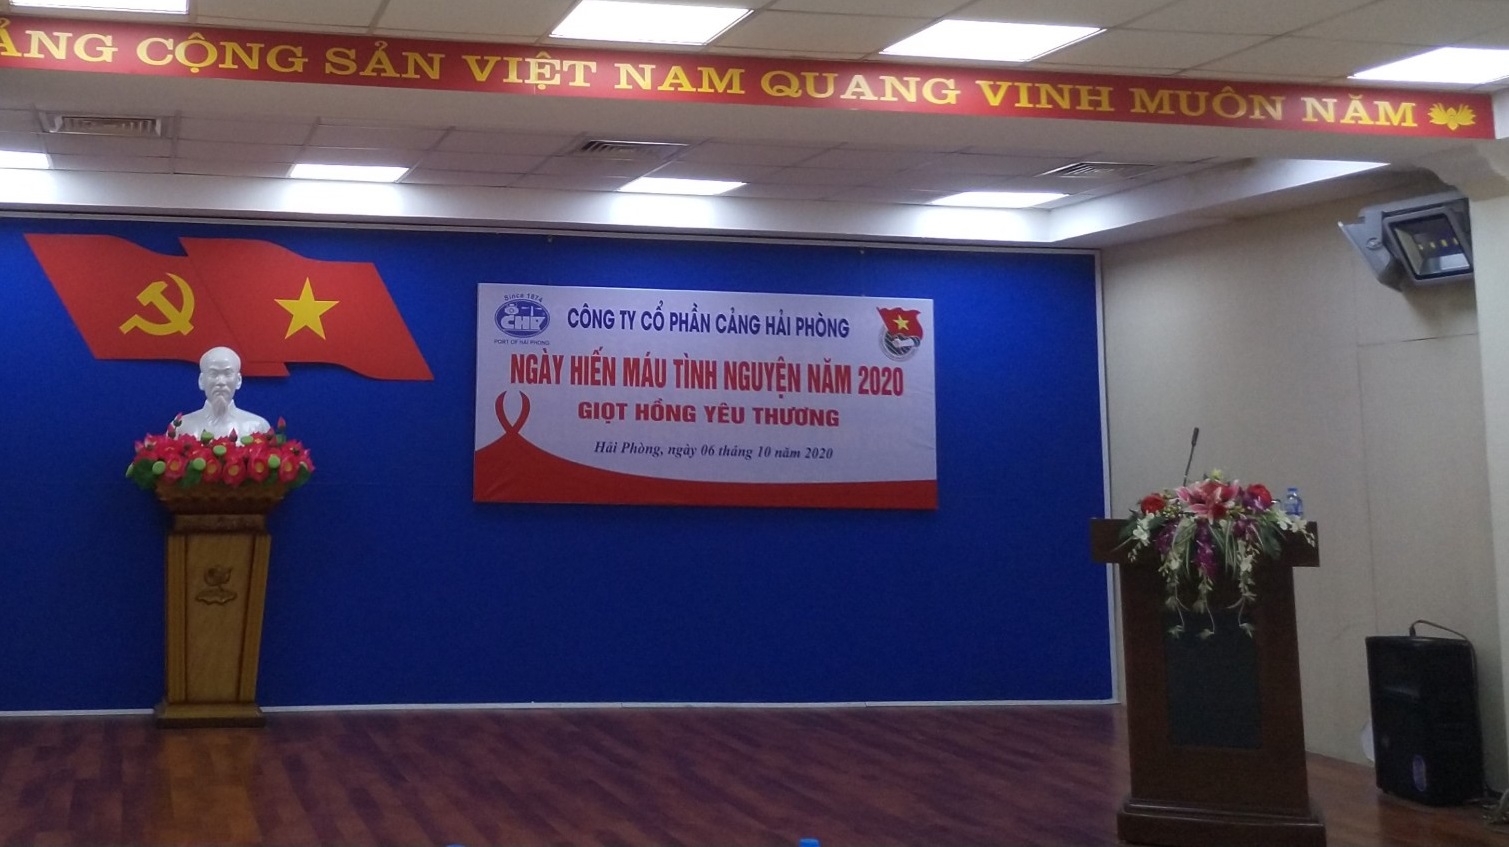 ẢNG CỘNG SẢN VIỆT NAM QUANG VINH MUÔN NĂM
Since 1874
CHP
PORT OF HAI PHONG
CÔNG TY CỔ PHẦN CẢNG HẢI PHÒNG
NGÀY HIẾN MÁU TÌNH NGUYỆN NĂM 2020
GIỌT HỒNG YÊU THƯƠNG
Hải Phòng, ngày 06 tháng 10 năm 2020